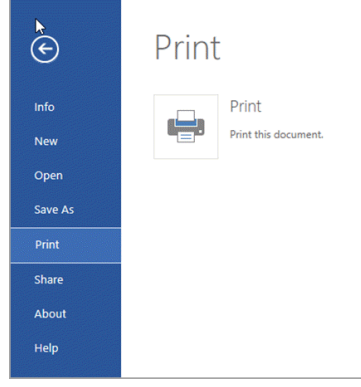 Print
Info
New
Open
Save As
Print
Share
About
Help
Print
Print this document.